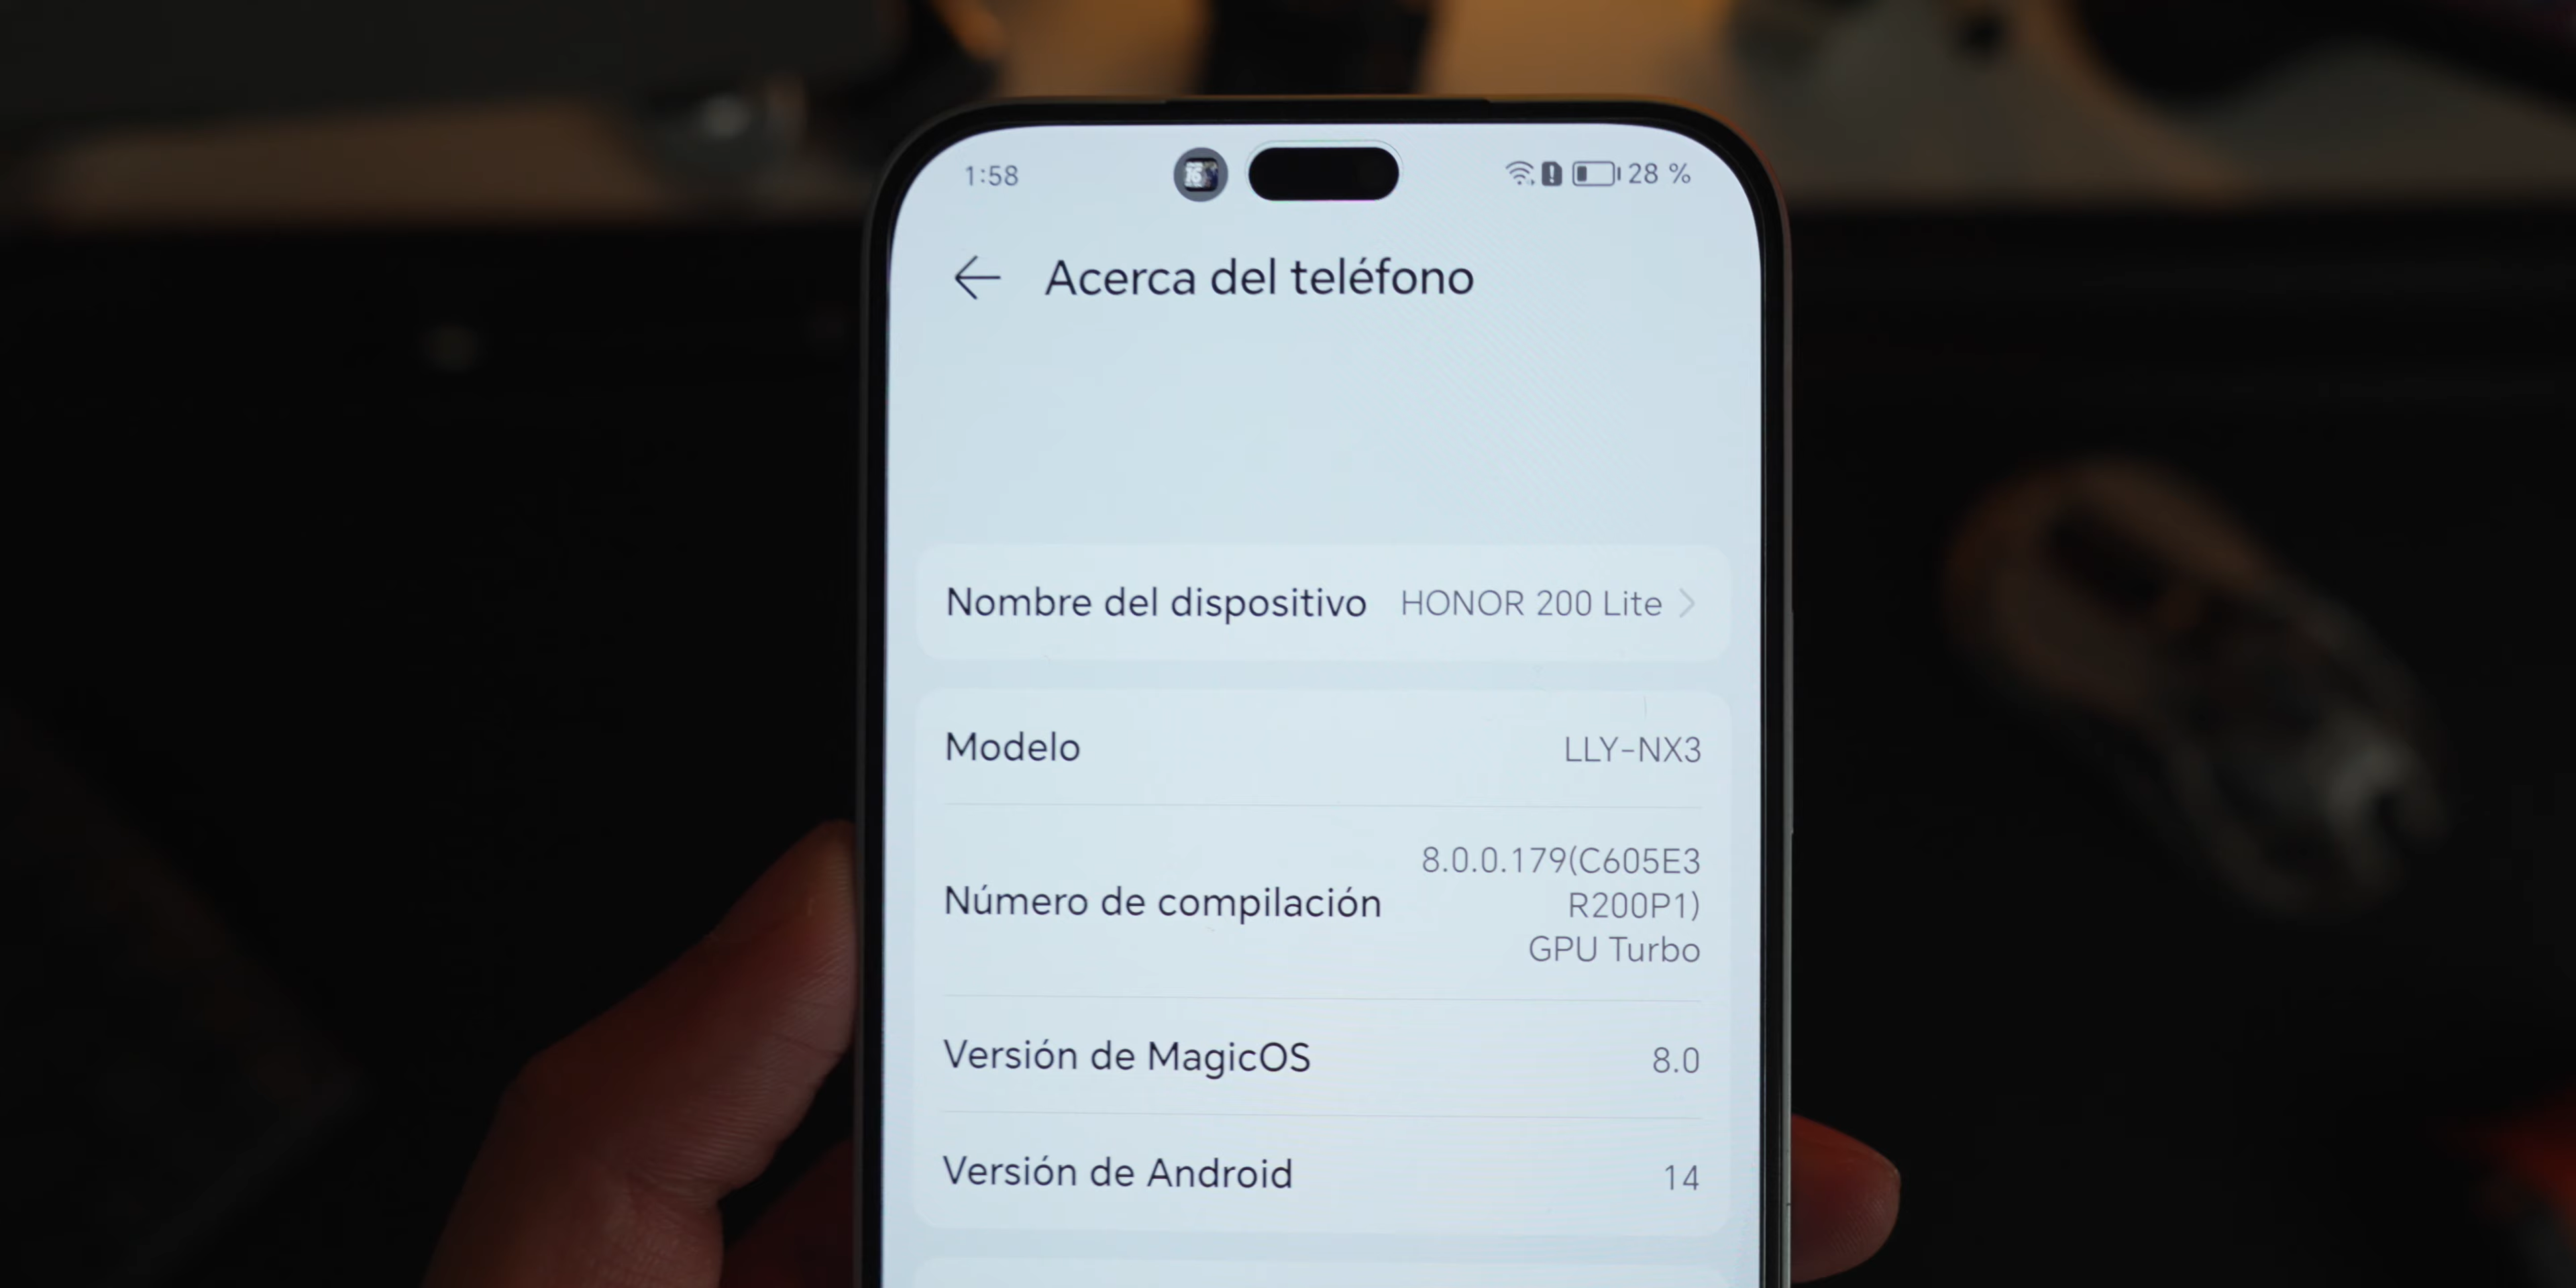 1:58
16
28 %
Acerca del teléfono
Nombre del dispositivo HONOR 200 Lite
Modelo LLY-NX3
Número de compilación 8.0.0.179(C605E3
R200P1)
GPU Turbo
Versión de MagicOS 8.0
Versión de Android 14